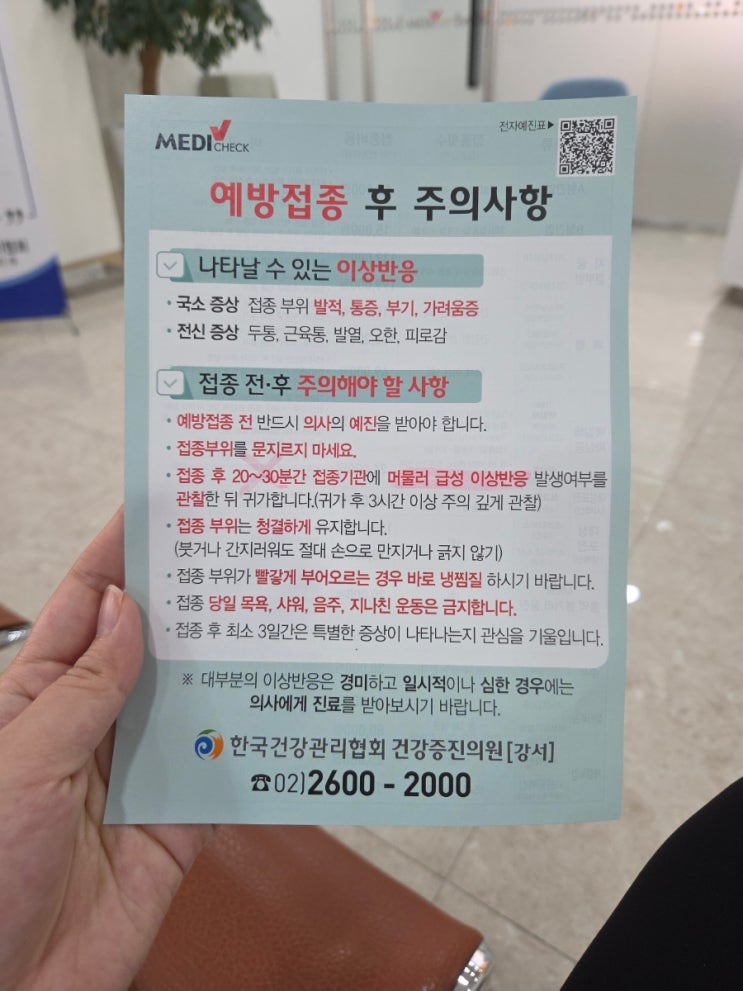 MEDI CHECK
전자예진표▶
예방접종 후 주의사항
나타날 수 있는 이상반응
• 국소 증상 접종 부위 발적, 통증, 부기, 가려움증
• 전신 증상 두통, 근육통, 발열, 오한, 피로감
접종 전·후 주의해야 할 사항
• 예방접종 전 반드시 의사의 예진을 받아야 합니다.
• 접종부위를 문지르지 마세요.
• 접종 후 20~30분간 접종기관에 머물러 급성 이상반응 발생여부를
관찰한 뒤 귀가합니다.(귀가 후 3시간 이상 주의 깊게 관찰)
• 접종 부위는 청결하게 유지합니다.
(붓거나 간지러워도 절대 손으로 만지거나 긁지 않기)
• 접종 부위가 빨갛게 부어오르는 경우 바로 냉찜질 하시기 바랍니다.
• 접종 당일 목욕, 샤워, 음주, 지나친 운동은 금지합니다.
• 접종 후 최소 3일간은 특별한 증상이 나타나는지 관심을 기울입니다.
※ 대부분의 이상반응은 경미하고 일시적이나 심한 경우에는
의사에게 진료를 받아보시기 바랍니다.
한국건강관리협회 건강증진의원[강서]
☎02)2600 - 2000